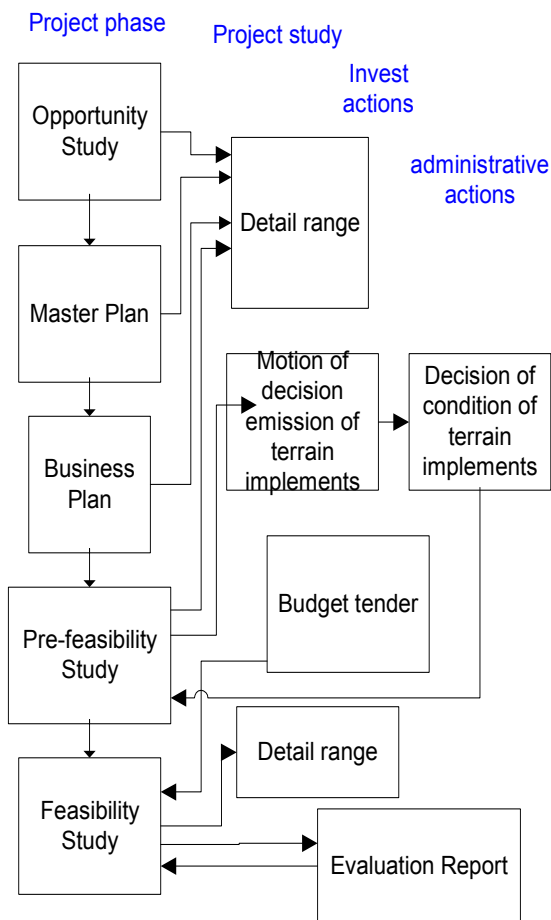 Project phase
Project study
Invest
actions
administrative
actions
Opportunity
Study
Detail range
Master Plan
Motion of
decision
emission of
terrain
implements
Decision of
condition of
terrain
implements
Business
Plan
Budget tender
Pre-feasibility
Study
Detail range
Feasibility
Study
Evaluation Report